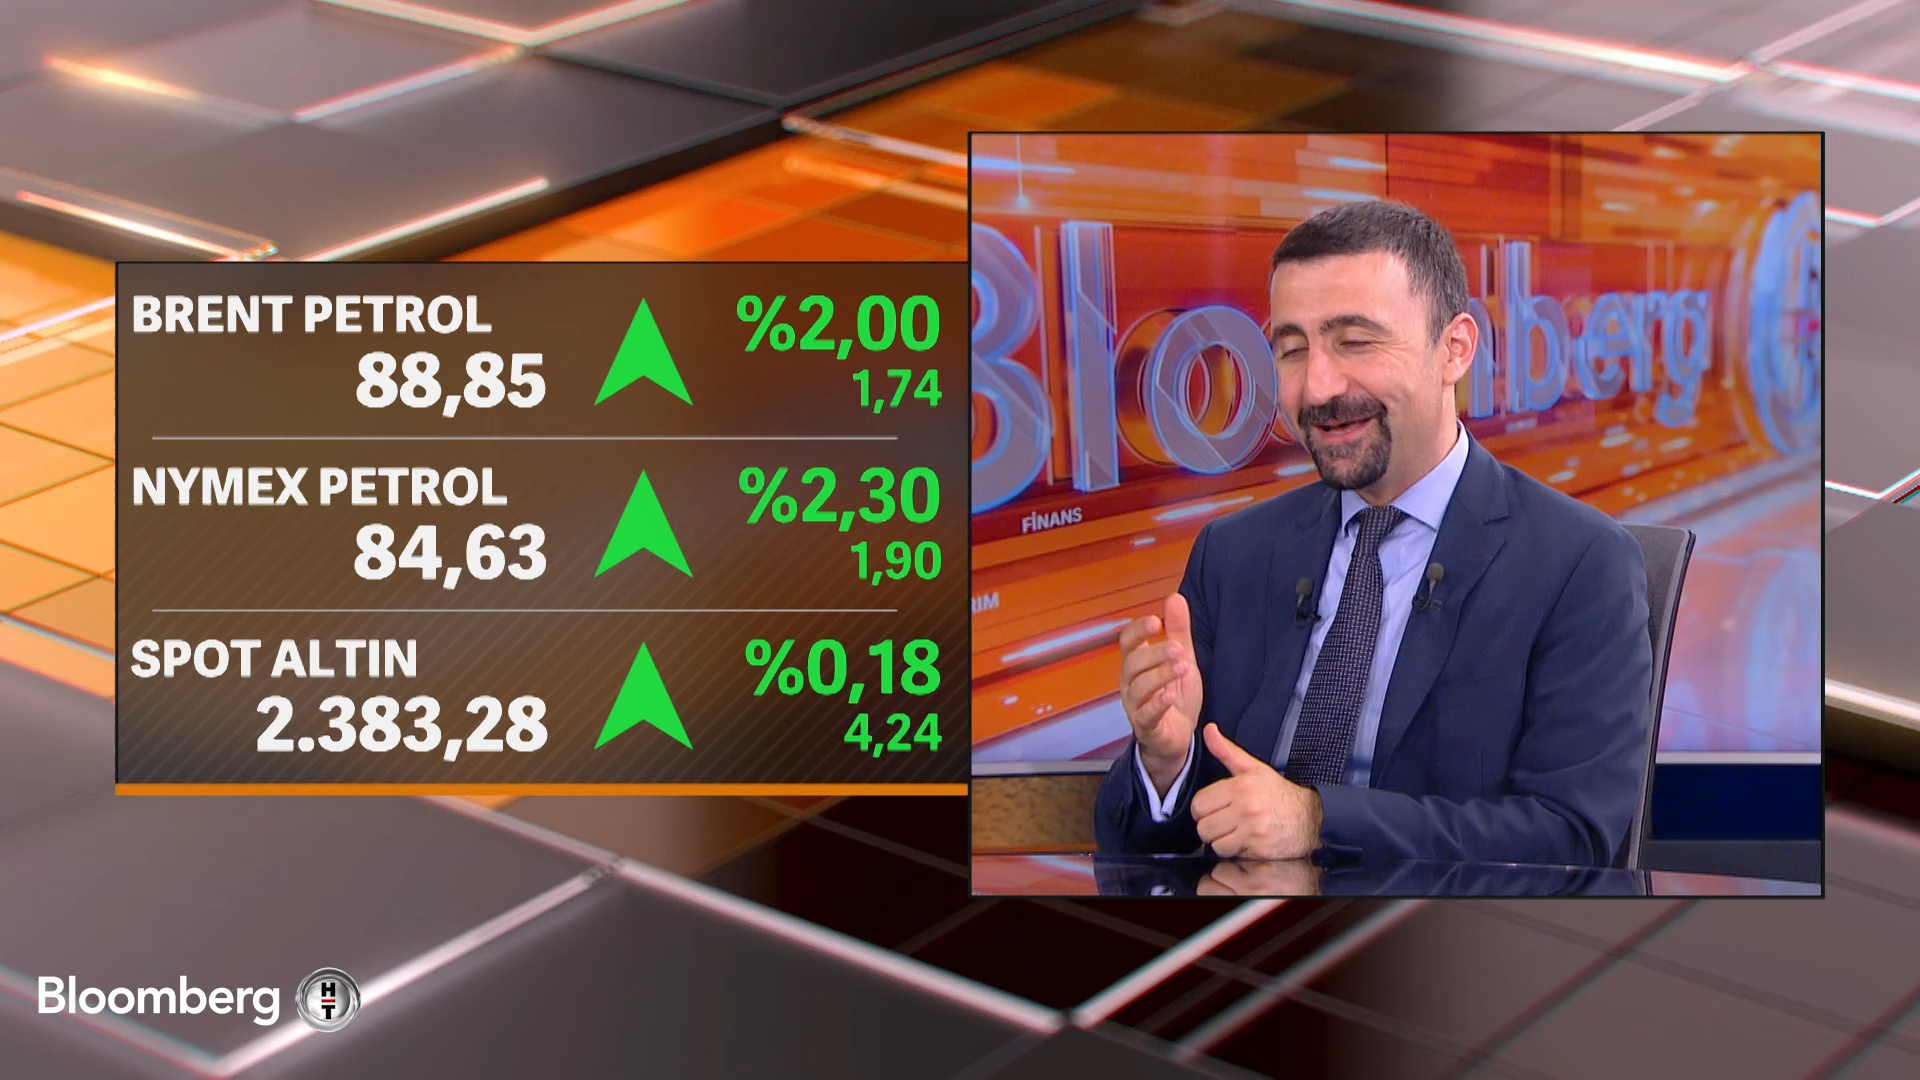 BRENT PETROL
88,85
%2,00
1,74
NYMEX PETROL
84,63
%2,30
1,90
SPOT ALTIN
2.383,28
%0,18
4,24
Bloomberg
FİNANS
Bloomberg
HT